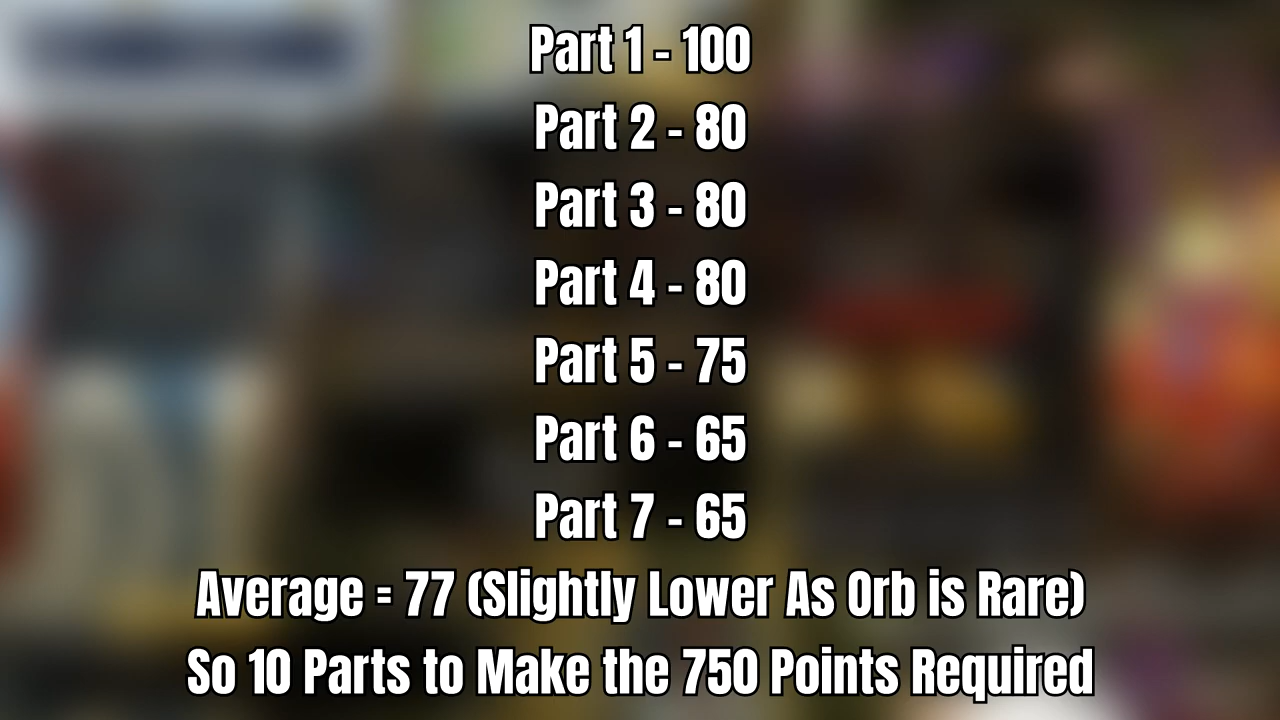 Part 1 - 100
Part 2 - 80
Part 3 - 80
Part 4 - 80
Part 5 - 75
Part 6 - 65
Part 7 - 65
Average = 77 (Slightly Lower As Orb is Rare)
So 10 Parts to Make the 750 Points Required